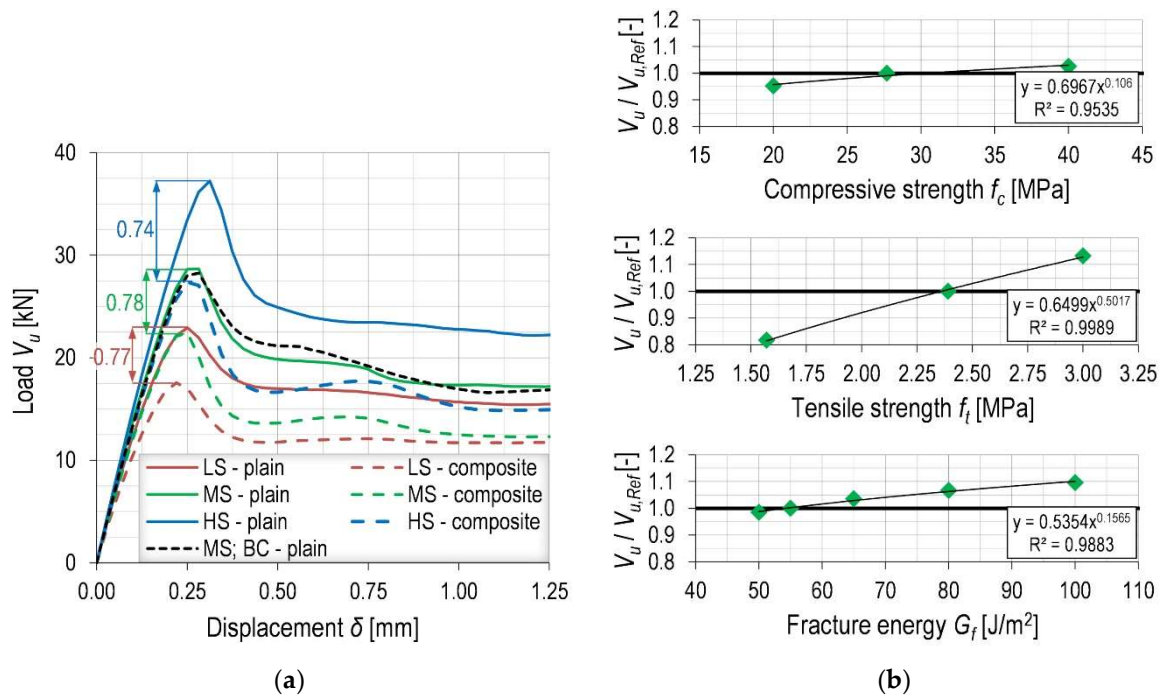 40
30
20
10
0
Load Vᵤ [kN]
0.74
0.78
0.77
LS - plain
LS - composite
MS - plain
MS - composite
HS - plain
HS - composite
MS; BC - plain
0.00 0.25 0.50 0.75 1.00 1.25
Displacement δ [mm]
(a)
Vᵤ / Vᵤ,Ref [-]
1.2
1.1
1.0
0.9
0.8
y = 0.6967x^0.106
R² = 0.9535
15 20 25 30 35 40 45
Compressive strength f_c [MPa]
Vᵤ / Vᵤ,Ref [-]
1.2
1.1
1.0
0.9
0.8
y = 0.6499x^0.5017
R² = 0.9989
1.25 1.50 1.75 2.00 2.25 2.50 2.75 3.00 3.25
Tensile strength f_t [MPa]
Vᵤ / Vᵤ,Ref [-]
1.2
1.1
1.0
0.9
0.8
y = 0.5354x^0.1565
R² = 0.9883
40 50 60 70 80 90 100 110
Fracture energy G_f [J/m²]
(b)